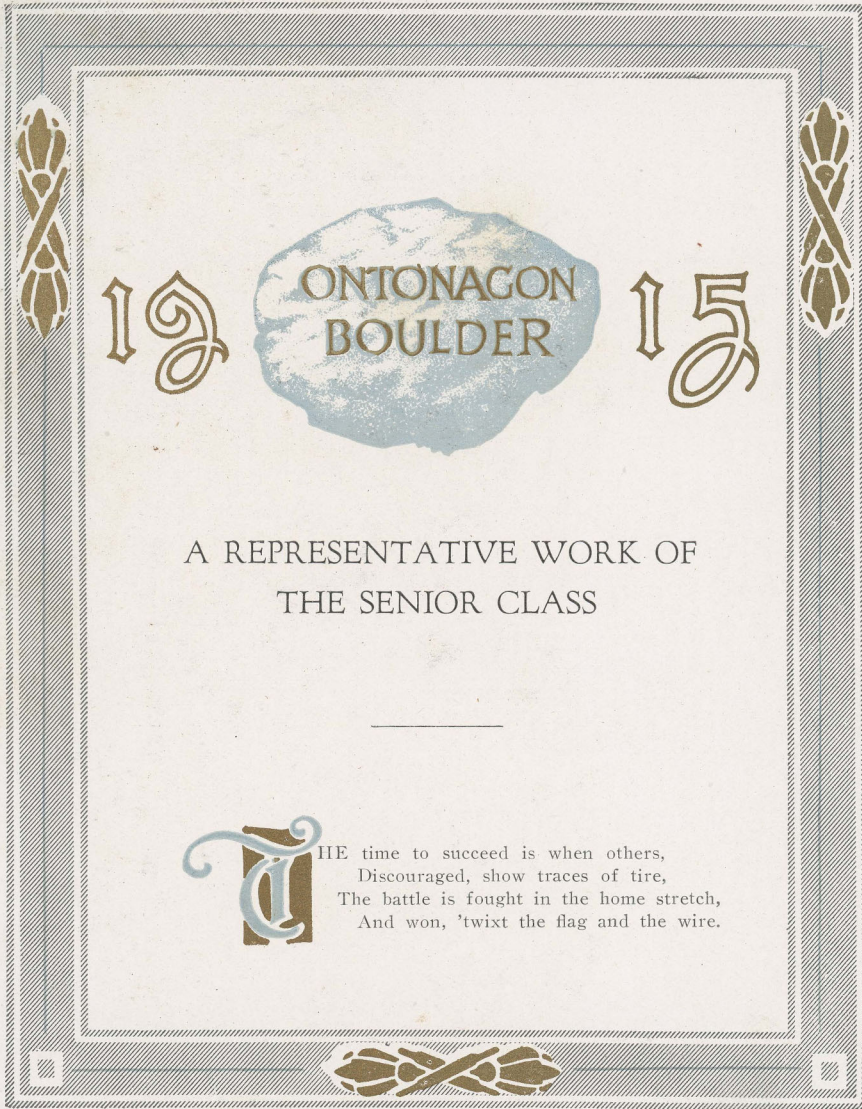 19 ONTONAGON 15
BOULDER
A REPRESENTATIVE WORK OF
THE SENIOR CLASS
THE time to succeed is when others,
Discouraged, show traces of tire,
The battle is fought in the home stretch,
And won, 'twixt the flag and the wire.